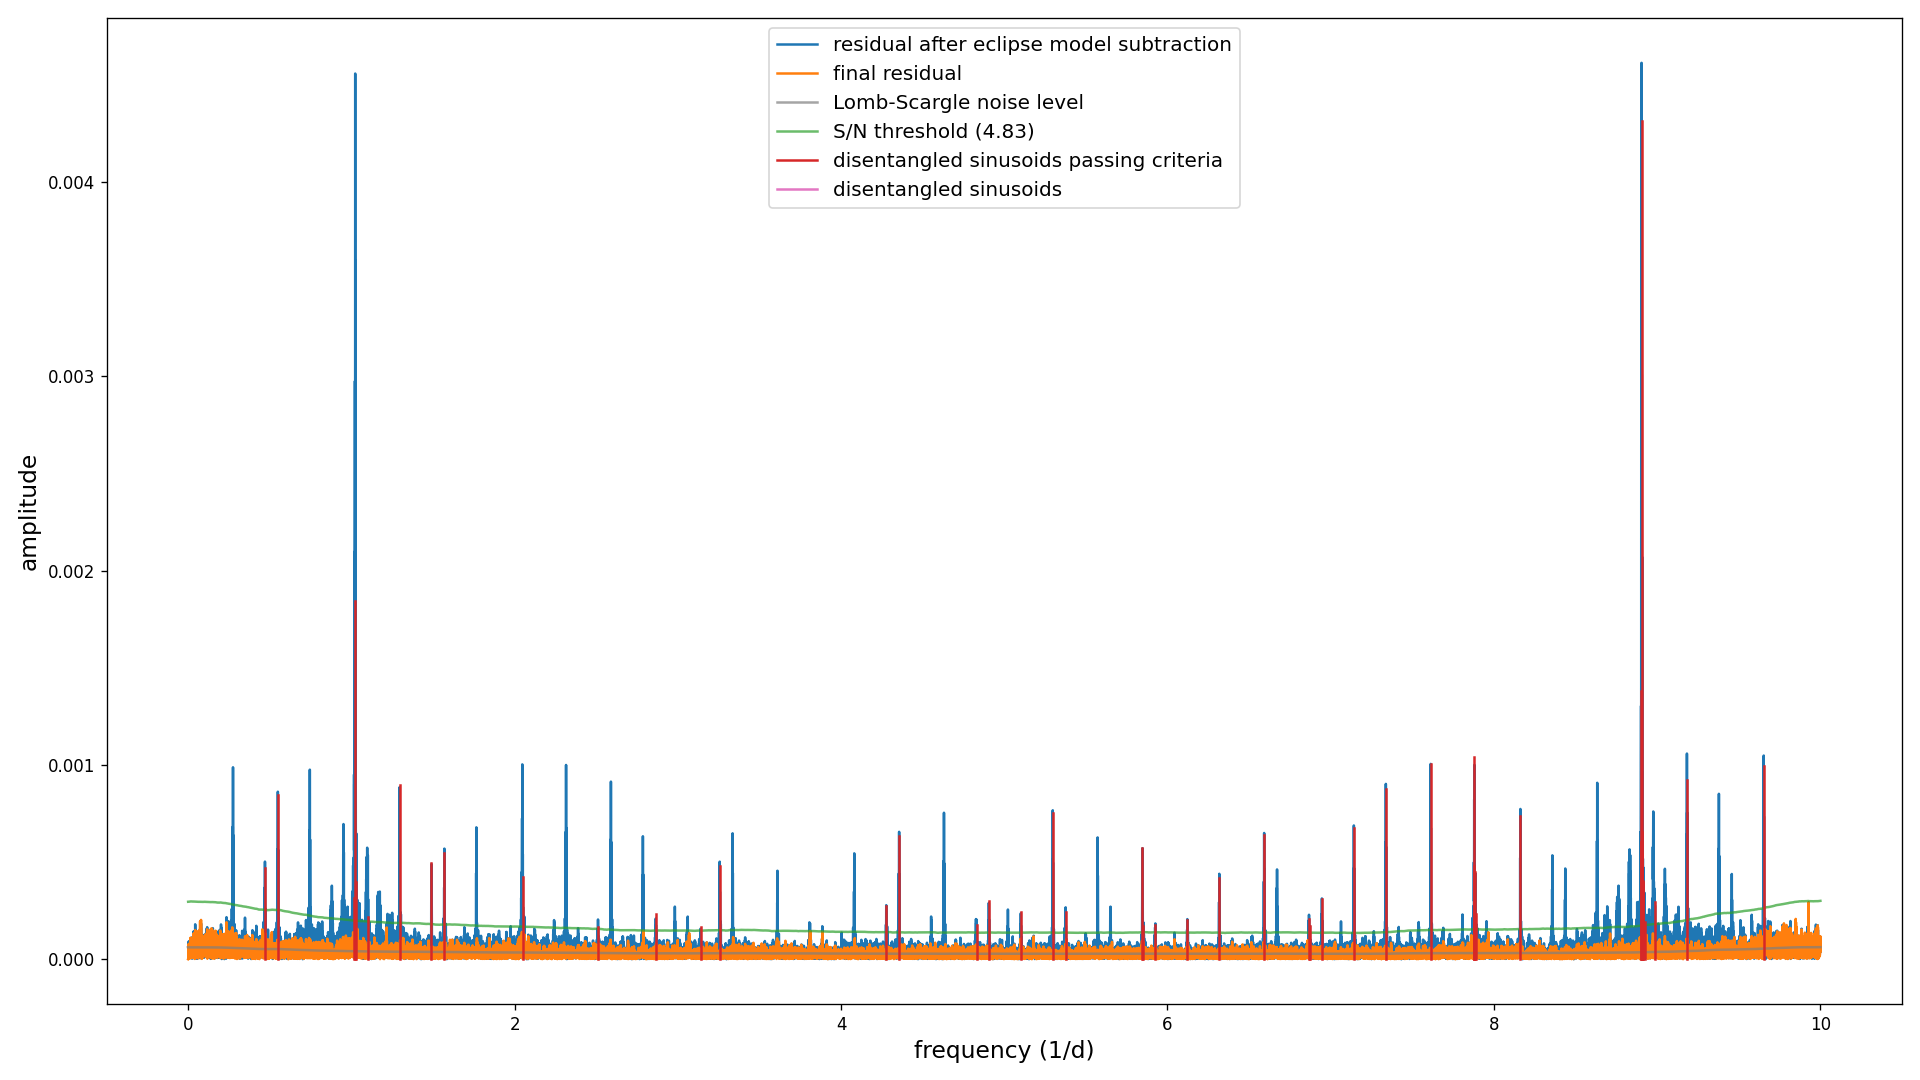 residual after eclipse model subtraction
final residual
Lomb-Scargle noise level
S/N threshold (4.83)
disentangled sinusoids passing criteria
disentangled sinusoids
0.004
0.003
0.002
0.001
0.000
amplitude
0 2 4 6 8 10
frequency (1/d)